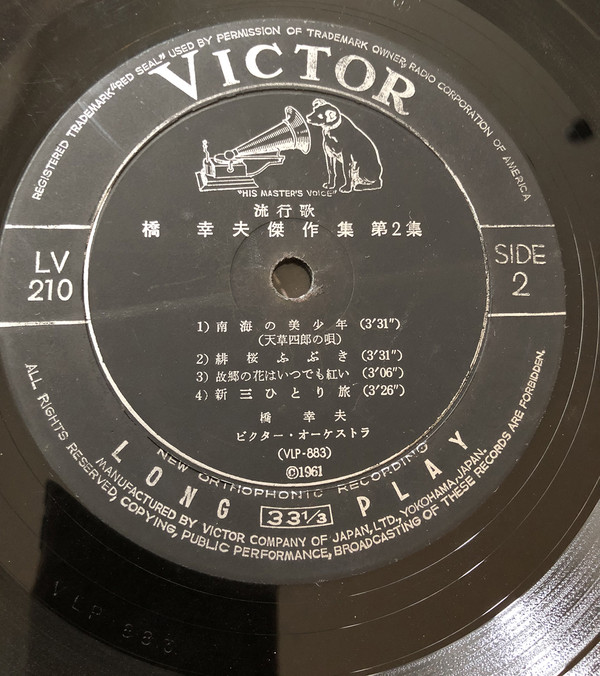 REGISTERED TRADEMARK "RED SEAL" USED BY PERMISSION OF TRADEMARK OWNER, RADIO CORPORATION OF AMERICA
VICTOR
"HIS MASTER'S VOICE"
流行歌
橋 幸夫傑作集 第2集
LV
210
SIDE
2
1) 南海の美少年 (3′31″)
(天草四郎の唄)
2) 緋桜ふぶき (3′31″)
3) 故郷の花はいつでも紅い (3′06″)
4) 新三ひとり旅 (3′26″)
橋 幸夫
ビクター・オーケストラ
(VLP-883)
©1961
NEW ORTHOPHONIC RECORDING
LONG PLAY
33⅓
MANUFACTURED BY VICTOR COMPANY OF JAPAN, LTD., YOKOHAMA, JAPAN.
ALL RIGHTS RESERVED, COPYING, PUBLIC PERFORMANCE, BROADCASTING OF THESE RECORDS ARE FORBIDDEN.
VLP 883